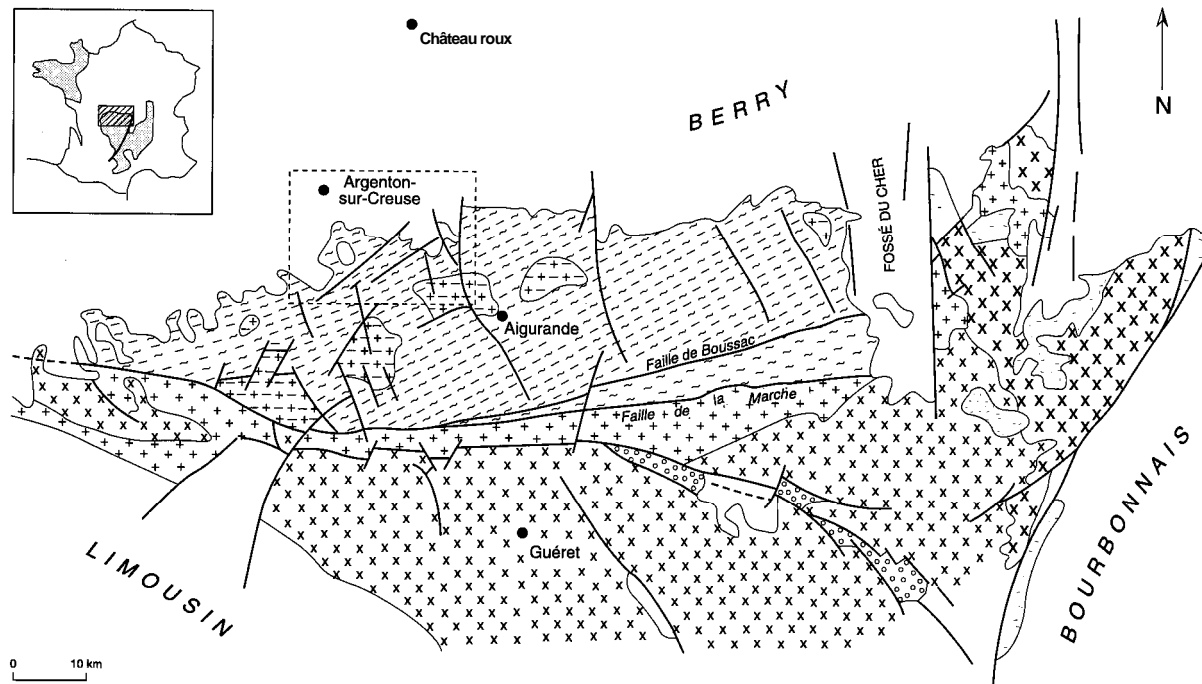 Château roux
N
BERRY
Argenton-
sur-Creuse
FOSSÉ DU CHER
Aigurande
Faille de Boussac
Faille de la Marche
Guéret
LIMOUSIN
BOURBONNAIS
0 10 km